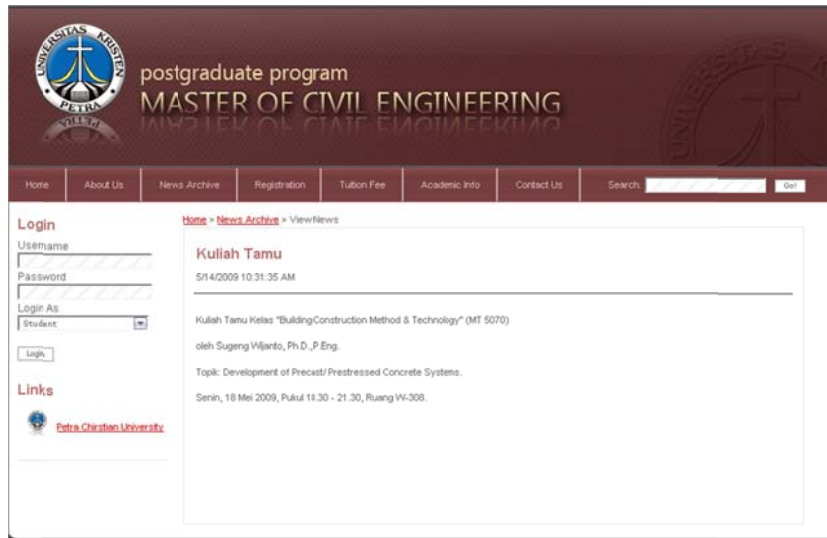 UNIVERSITAS KRISTEN
PETRA
postgraduate program
MASTER OF CIVIL ENGINEERING
Home
About Us
News Archive
Registration
Tuition Fee
Academic Info
Contact Us
Search:
Go!
Login
Username
Password
Login As
Student
Login
Links
Petra Chirstian University
Home > News Archive > ViewNews
Kuliah Tamu
5/14/2009 10:31:35 AM
Kuliah Tamu Kelas "Building Construction Method & Technology" (MT 5070)
oleh Sugeng Wijanto, Ph.D.,P.Eng.
Topik: Development of Precast/ Prestressed Concrete Systems.
Senin, 18 Mei 2009, Pukul 18.30 - 21.30, Ruang W-308.